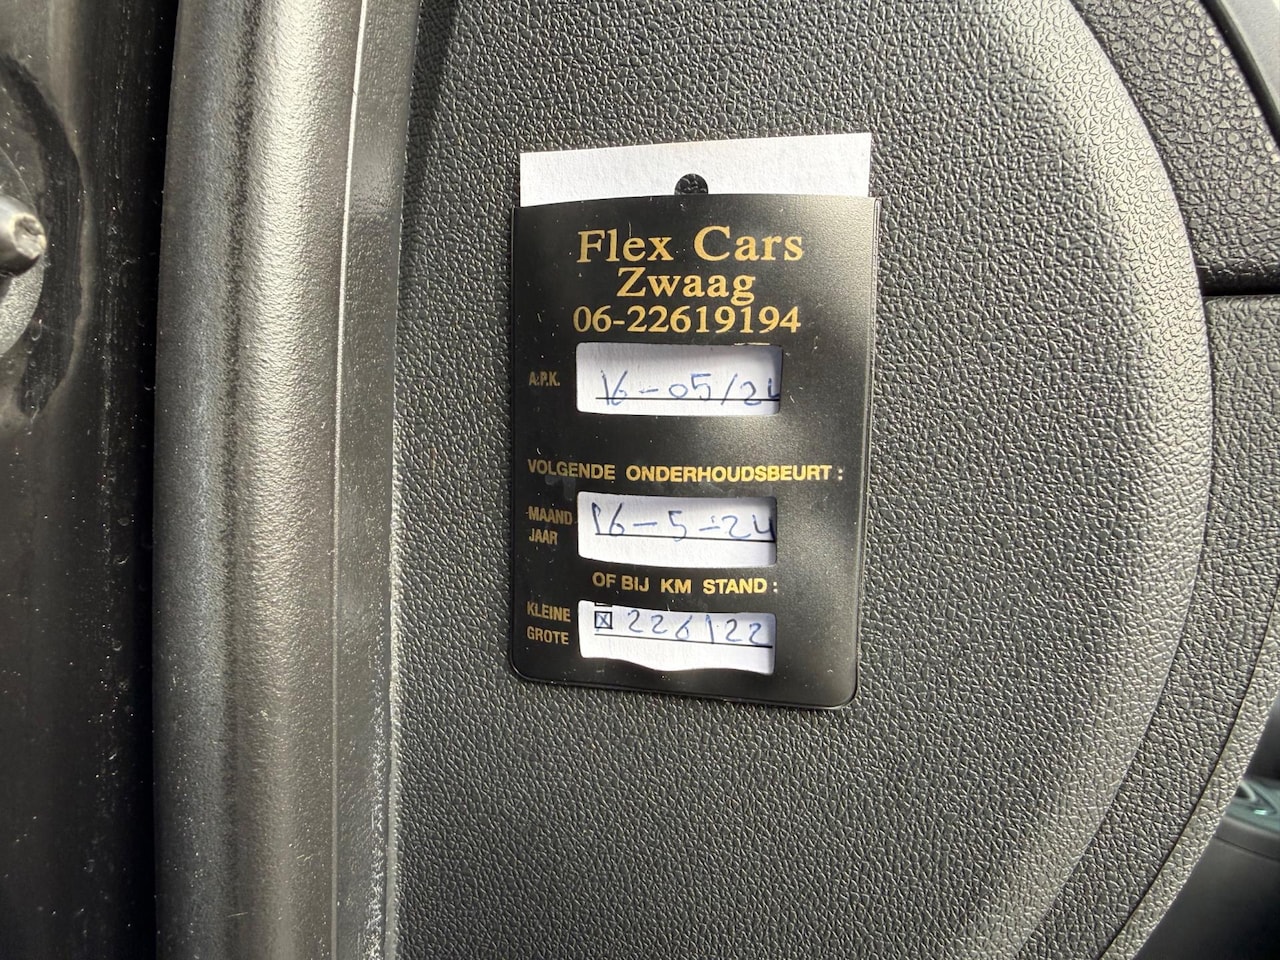 Flex Cars
Zwaag
06-22619194
A.P.K. 16-05/24
VOLGENDE ONDERHOUDSBEURT:
MAAND
JAAR
16-5-24
OF BIJ KM STAND:
KLEINE
GROTE
226122